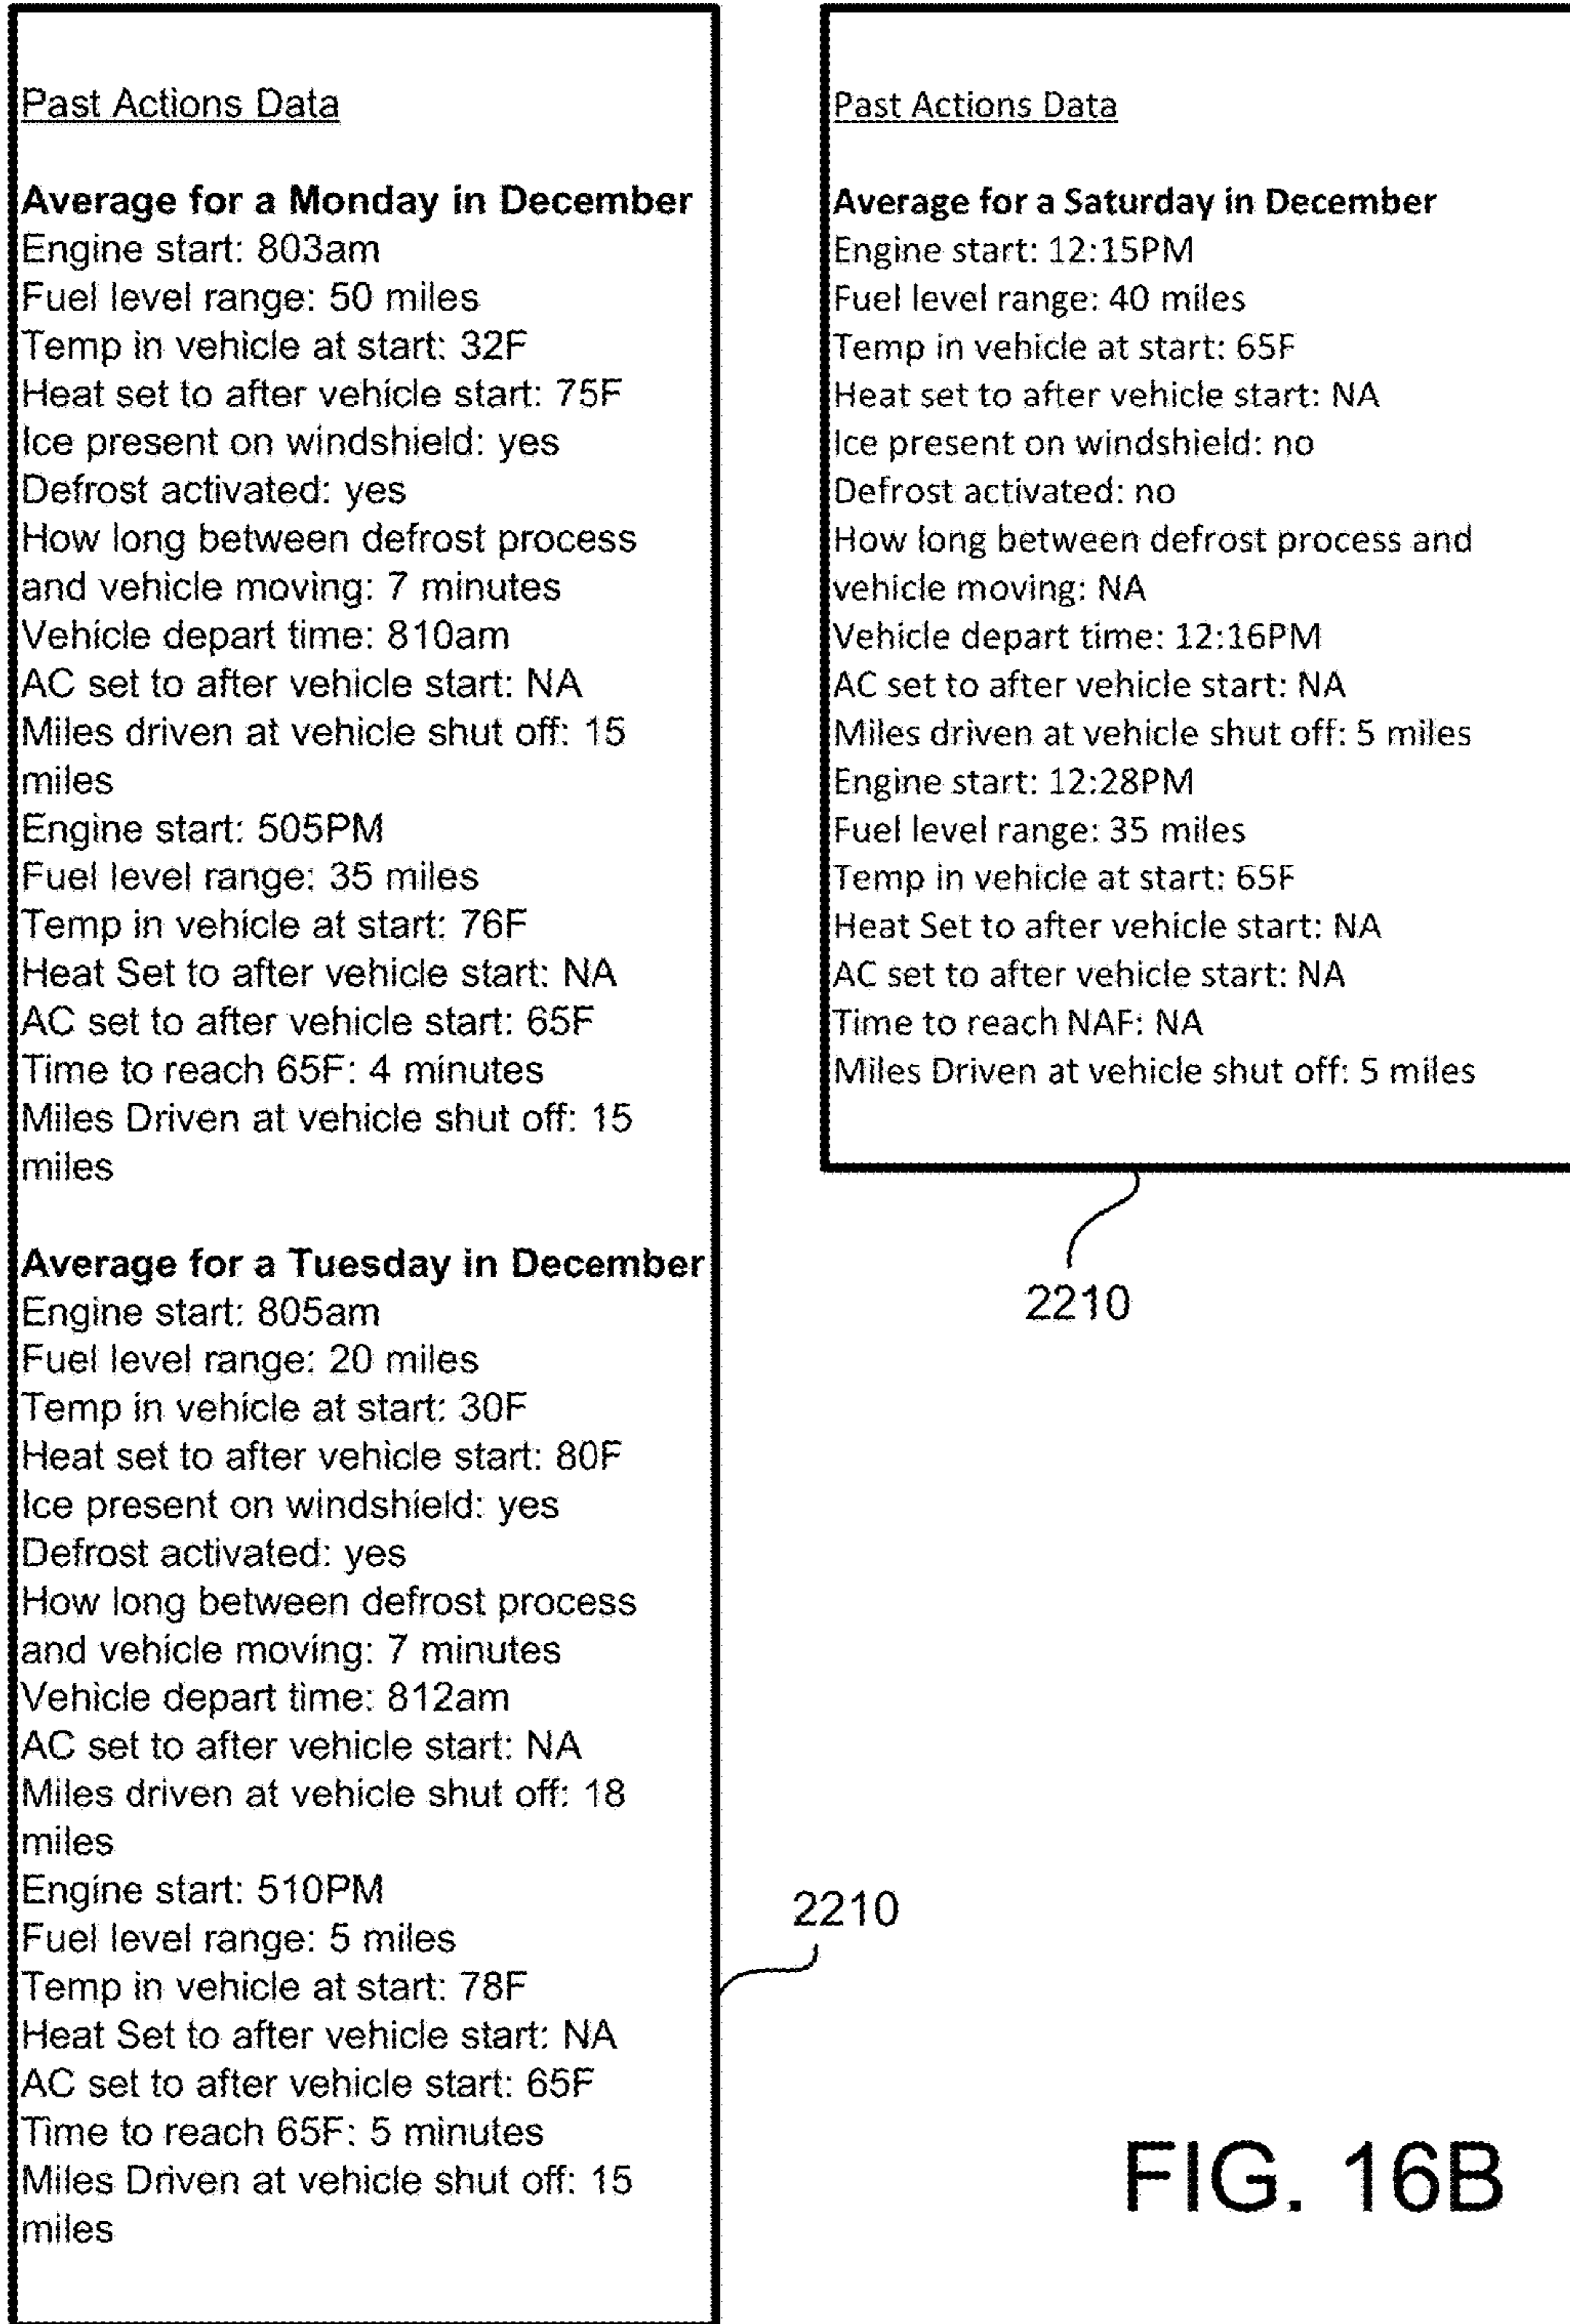 Past Actions Data
Average for a Monday in December
Engine start: 803am
Fuel level range: 50 miles
Temp in vehicle at start: 32F
Heat set to after vehicle start: 75F
Ice present on windshield: yes
Defrost activated: yes
How long between defrost process
and vehicle moving: 7 minutes
Vehicle depart time: 810am
AC set to after vehicle start: NA
Miles driven at vehicle shut off: 15
miles
Engine start: 505PM
Fuel level range: 35 miles
Temp in vehicle at start: 76F
Heat Set to after vehicle start: NA
AC set to after vehicle start: 65F
Time to reach 65F: 4 minutes
Miles Driven at vehicle shut off: 15
miles
Average for a Tuesday in December
Engine start: 805am
Fuel level range: 20 miles
Temp in vehicle at start: 30F
Heat set to after vehicle start: 80F
Ice present on windshield: yes
Defrost activated: yes
How long between defrost process
and vehicle moving: 7 minutes
Vehicle depart time: 812am
AC set to after vehicle start: NA
Miles driven at vehicle shut off: 18
miles
Engine start: 510PM
Fuel level range: 5 miles
Temp in vehicle at start: 78F
Heat Set to after vehicle start: NA
AC set to after vehicle start: 65F
Time to reach 65F: 5 minutes
Miles Driven at vehicle shut off: 15
miles
2210
Past Actions Data
Average for a Saturday in December
Engine start: 12:15PM
Fuel level range: 40 miles
Temp in vehicle at start: 65F
Heat set to after vehicle start: NA
Ice present on windshield: no
Defrost activated: no
How long between defrost process and
vehicle moving: NA
Vehicle depart time: 12:16PM
AC set to after vehicle start: NA
Miles driven at vehicle shut off: 5 miles
Engine start: 12:28PM
Fuel level range: 35 miles
Temp in vehicle at start: 65F
Heat Set to after vehicle start: NA
AC set to after vehicle start: NA
Time to reach NAF: NA
Miles Driven at vehicle shut off: 5 miles
2210
FIG. 16B